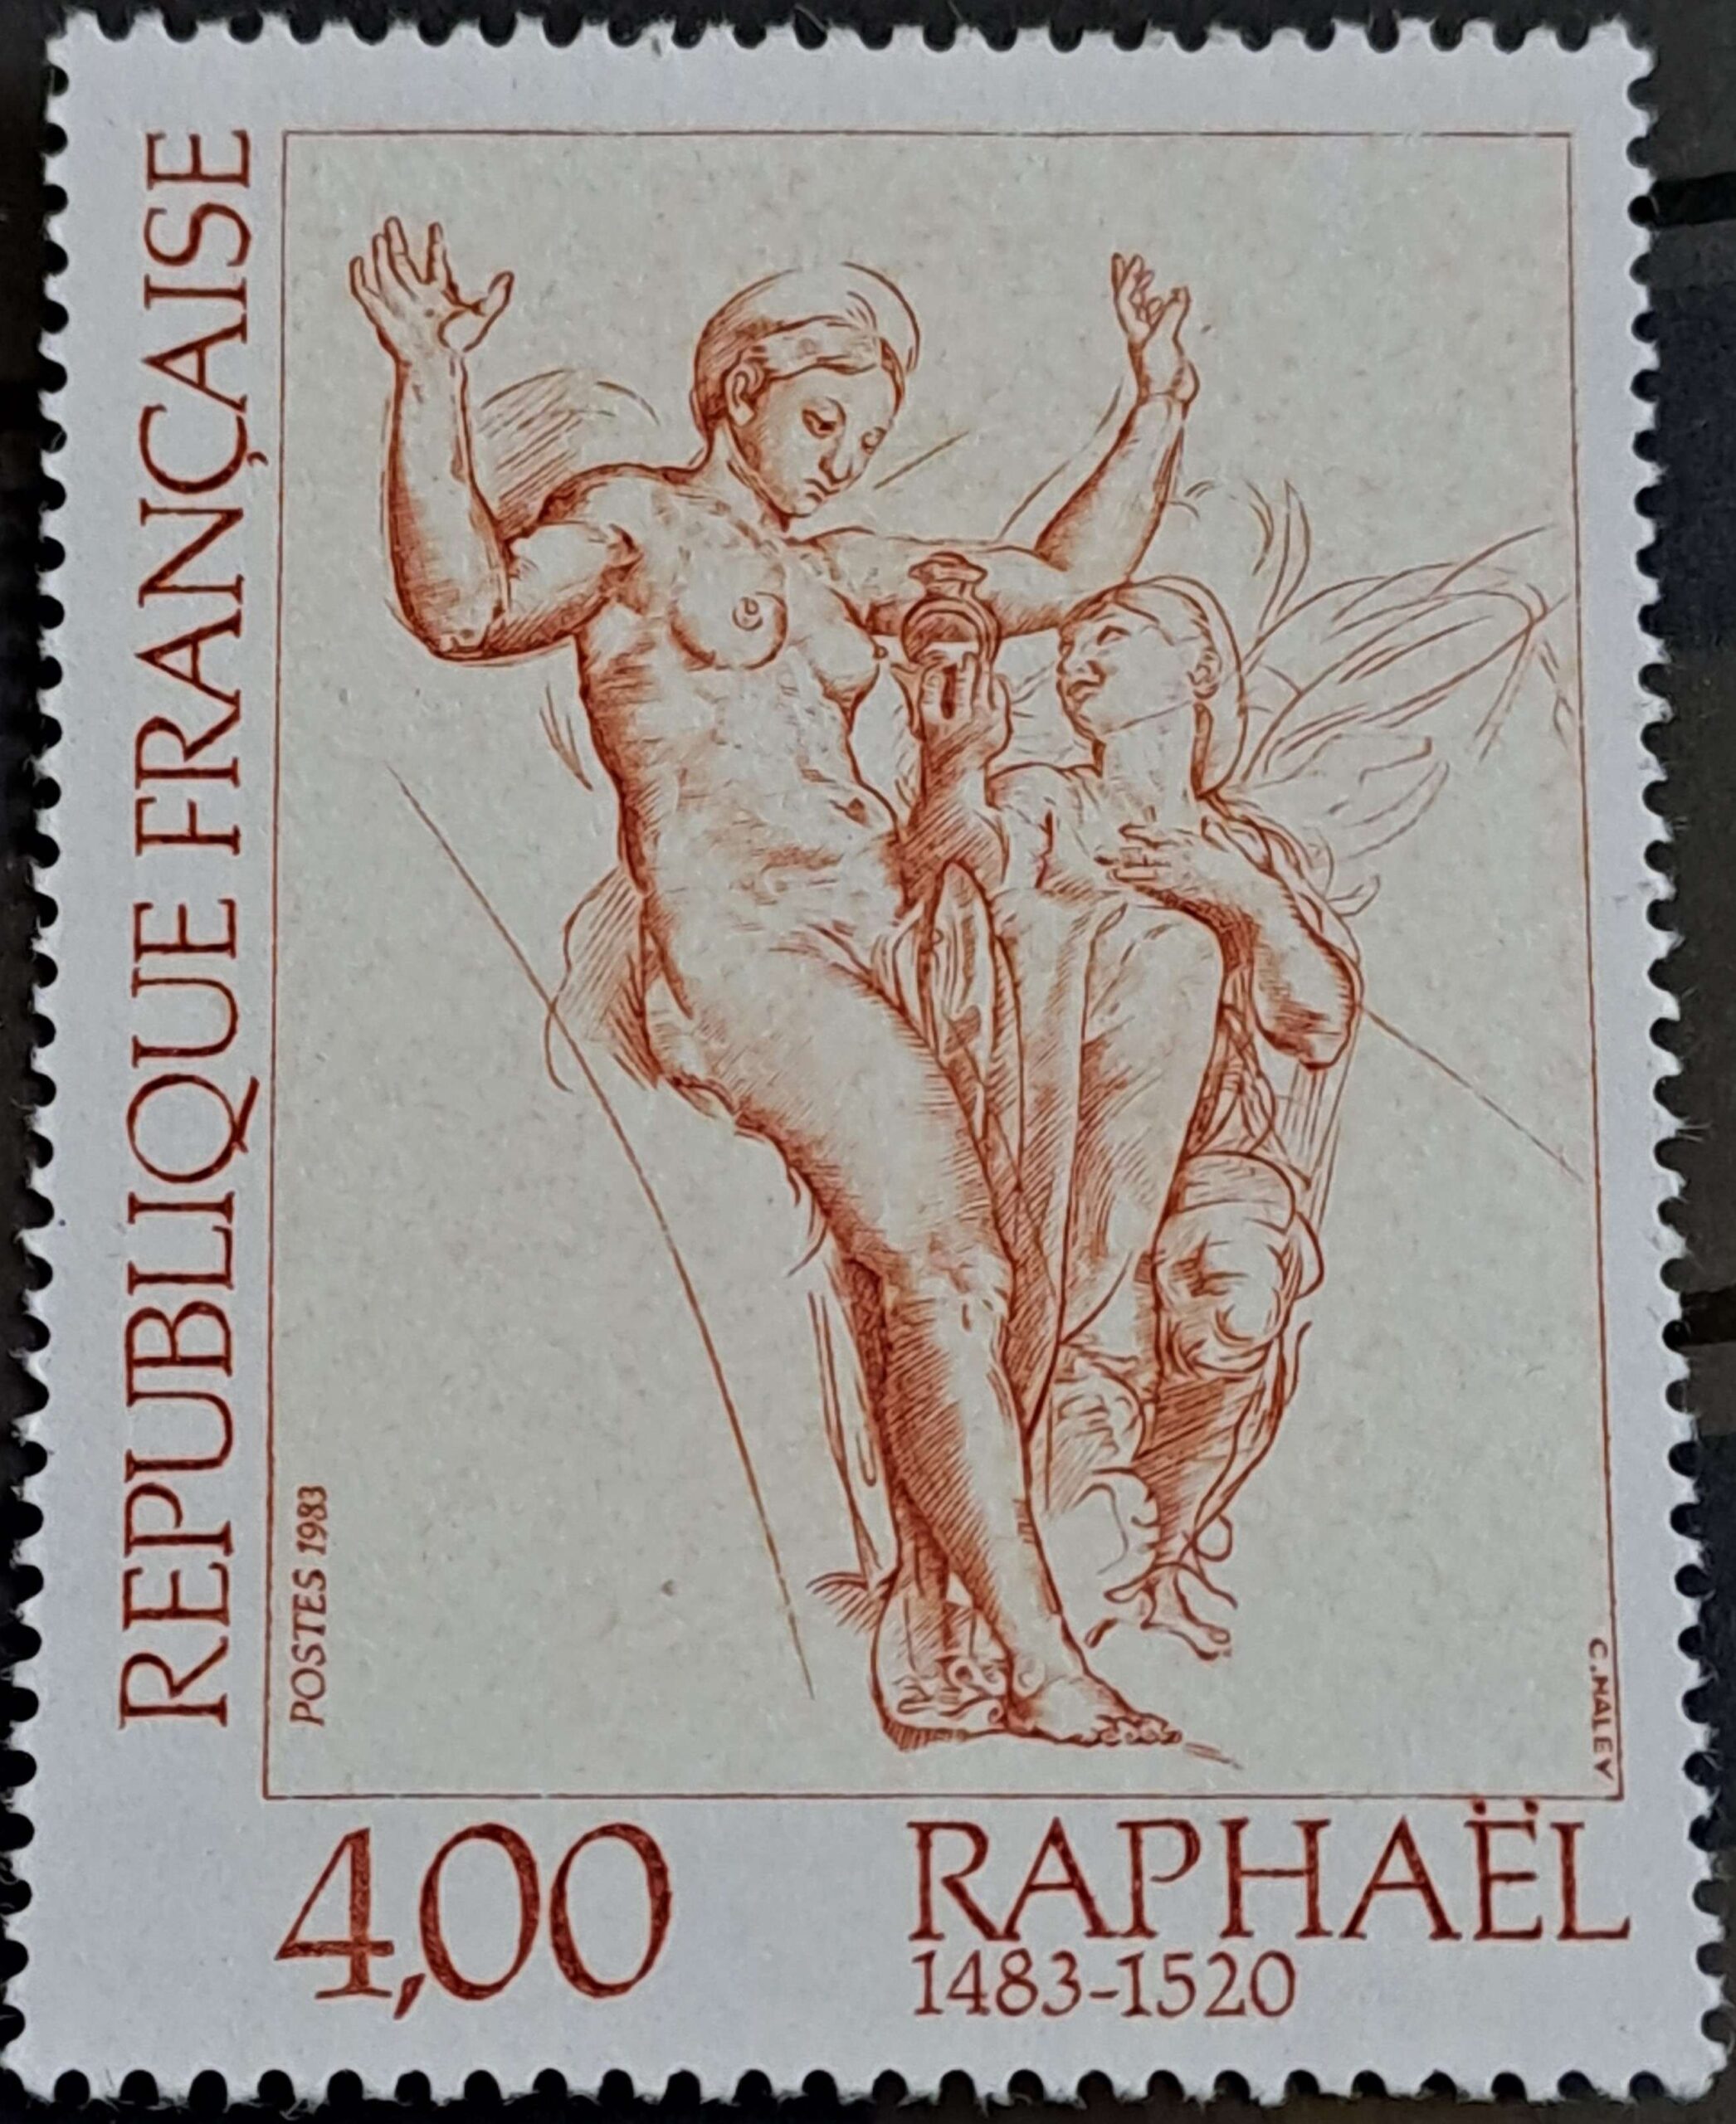 REPUBLIQUE FRANÇAISE
POSTES 1983
C.HALEY
4,00
RAPHAËL
1483-1520